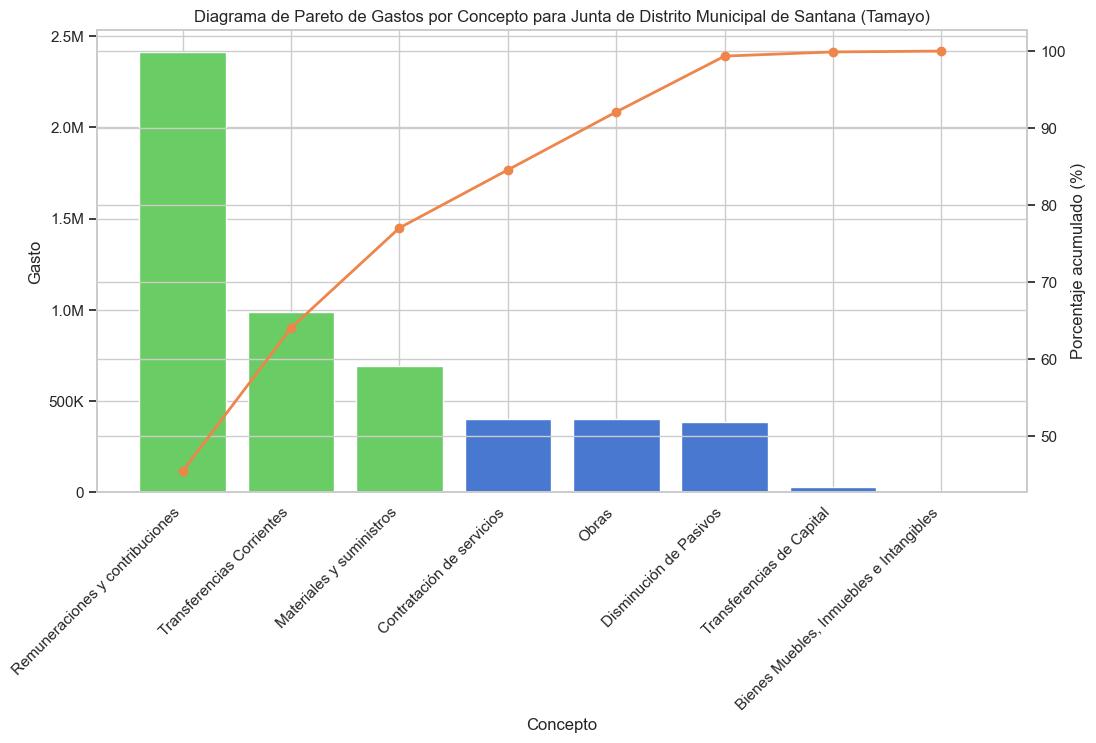 Diagrama de Pareto de Gastos por Concepto para Junta de Distrito Municipal de Santana (Tamayo)
Gasto
2.5M
2.0M
1.5M
1.0M
500K
0
100
90
80
70
60
50
Porcentaje acumulado (%)
Remuneraciones y contribuciones
Transferencias Corrientes
Materiales y suministros
Contratación de servicios
Obras
Disminución de Pasivos
Transferencias de Capital
Bienes Muebles, Inmuebles e Intangibles
Concepto